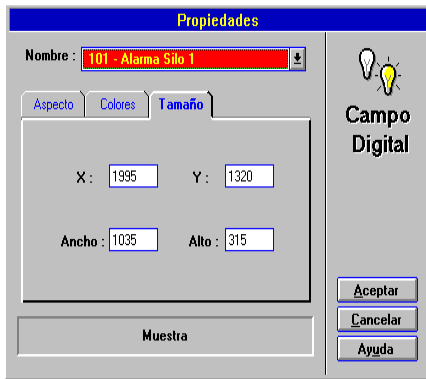 Propiedades
Nombre : 101 - Alarma Silo 1
Aspecto Colores Tamaño
X : 1995 Y : 1320
Ancho : 1035 Alto : 315
Muestra
Campo
Digital
Aceptar
Cancelar
Ayuda